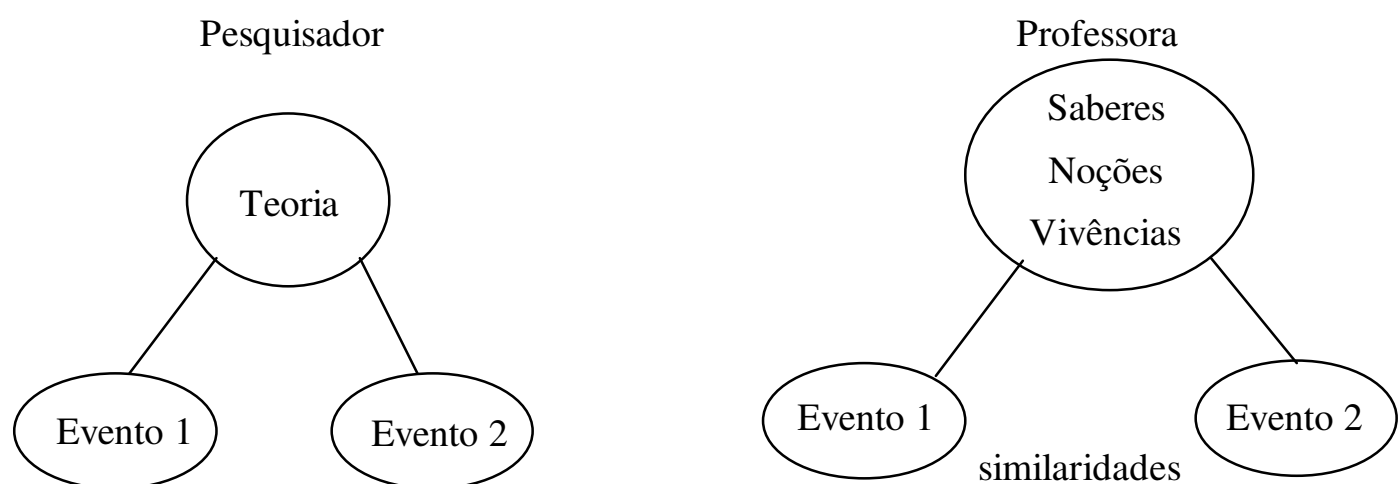 Pesquisador
Teoria
Evento 1
Evento 2
Professora
Saberes
Noções
Vivências
Evento 1
Evento 2
similaridades